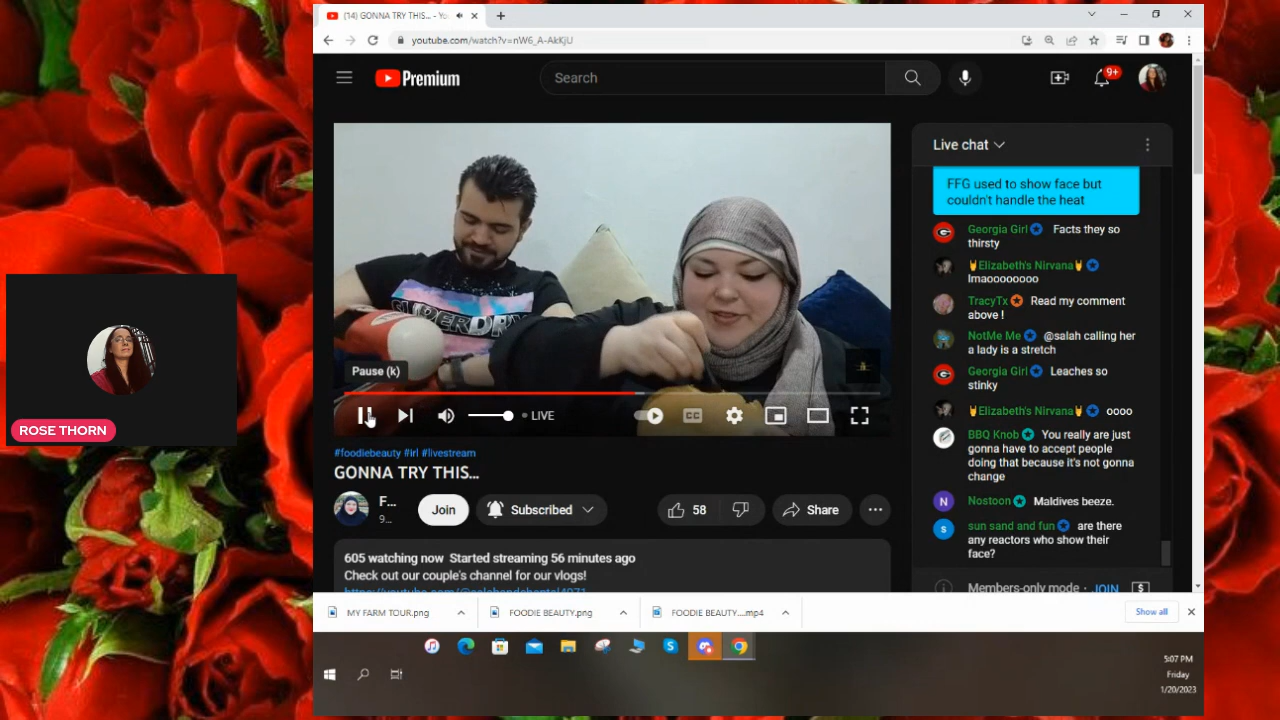 (14) GONNA TRY THIS... - Yo
youtube.com/watch?v=nW6_A-AkKjU
Premium
Search
9+
Live chat
FFG used to show face but
couldn't handle the heat
Georgia Girl Facts they so
thirsty
Elizabeth's Nirvana
lmaoooooooo
TracyTx Read my comment
above !
NotMe Me @salah calling her
a lady is a stretch
Georgia Girl Leaches so
stinky
Elizabeth's Nirvana oooo
BBQ Knob You really are just
gonna have to accept people
doing that because it's not gonna
change
Nostoon Maldives beeze.
sun sand and fun are there
any reactors who show their
face?
Members-only mode JOIN
SUPERDRY
Pause (k)
LIVE
CC
#foodiebeauty #irl #livestream
GONNA TRY THIS...
F...
9...
Join
Subscribed
58
Share
605 watching now Started streaming 56 minutes ago
Check out our couple's channel for our vlogs!
MY FARM TOUR.png
FOODIE BEAUTY.png
FOODIE BEAUTY....mp4
Show all
ROSE THORN
5:07 PM
Friday
1/20/2023